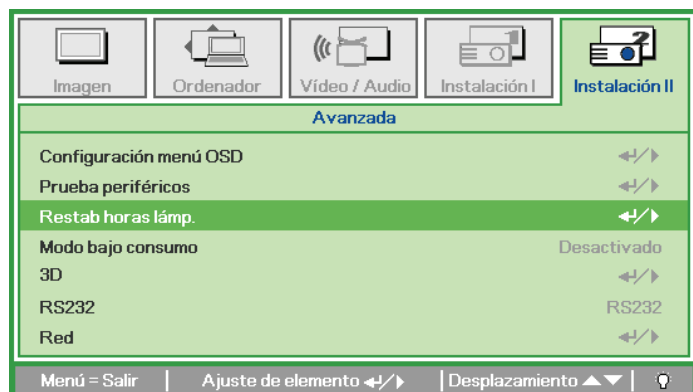 Imagen Ordenador Vídeo / Audio Instalación I Instalación II
Avanzada
Configuración menú OSD
Prueba periféricos
Restab horas lámp.
Modo bajo consumo Desactivado
3D
RS232 RS232
Red
Menú = Salir Ajuste de elemento Desplazamiento